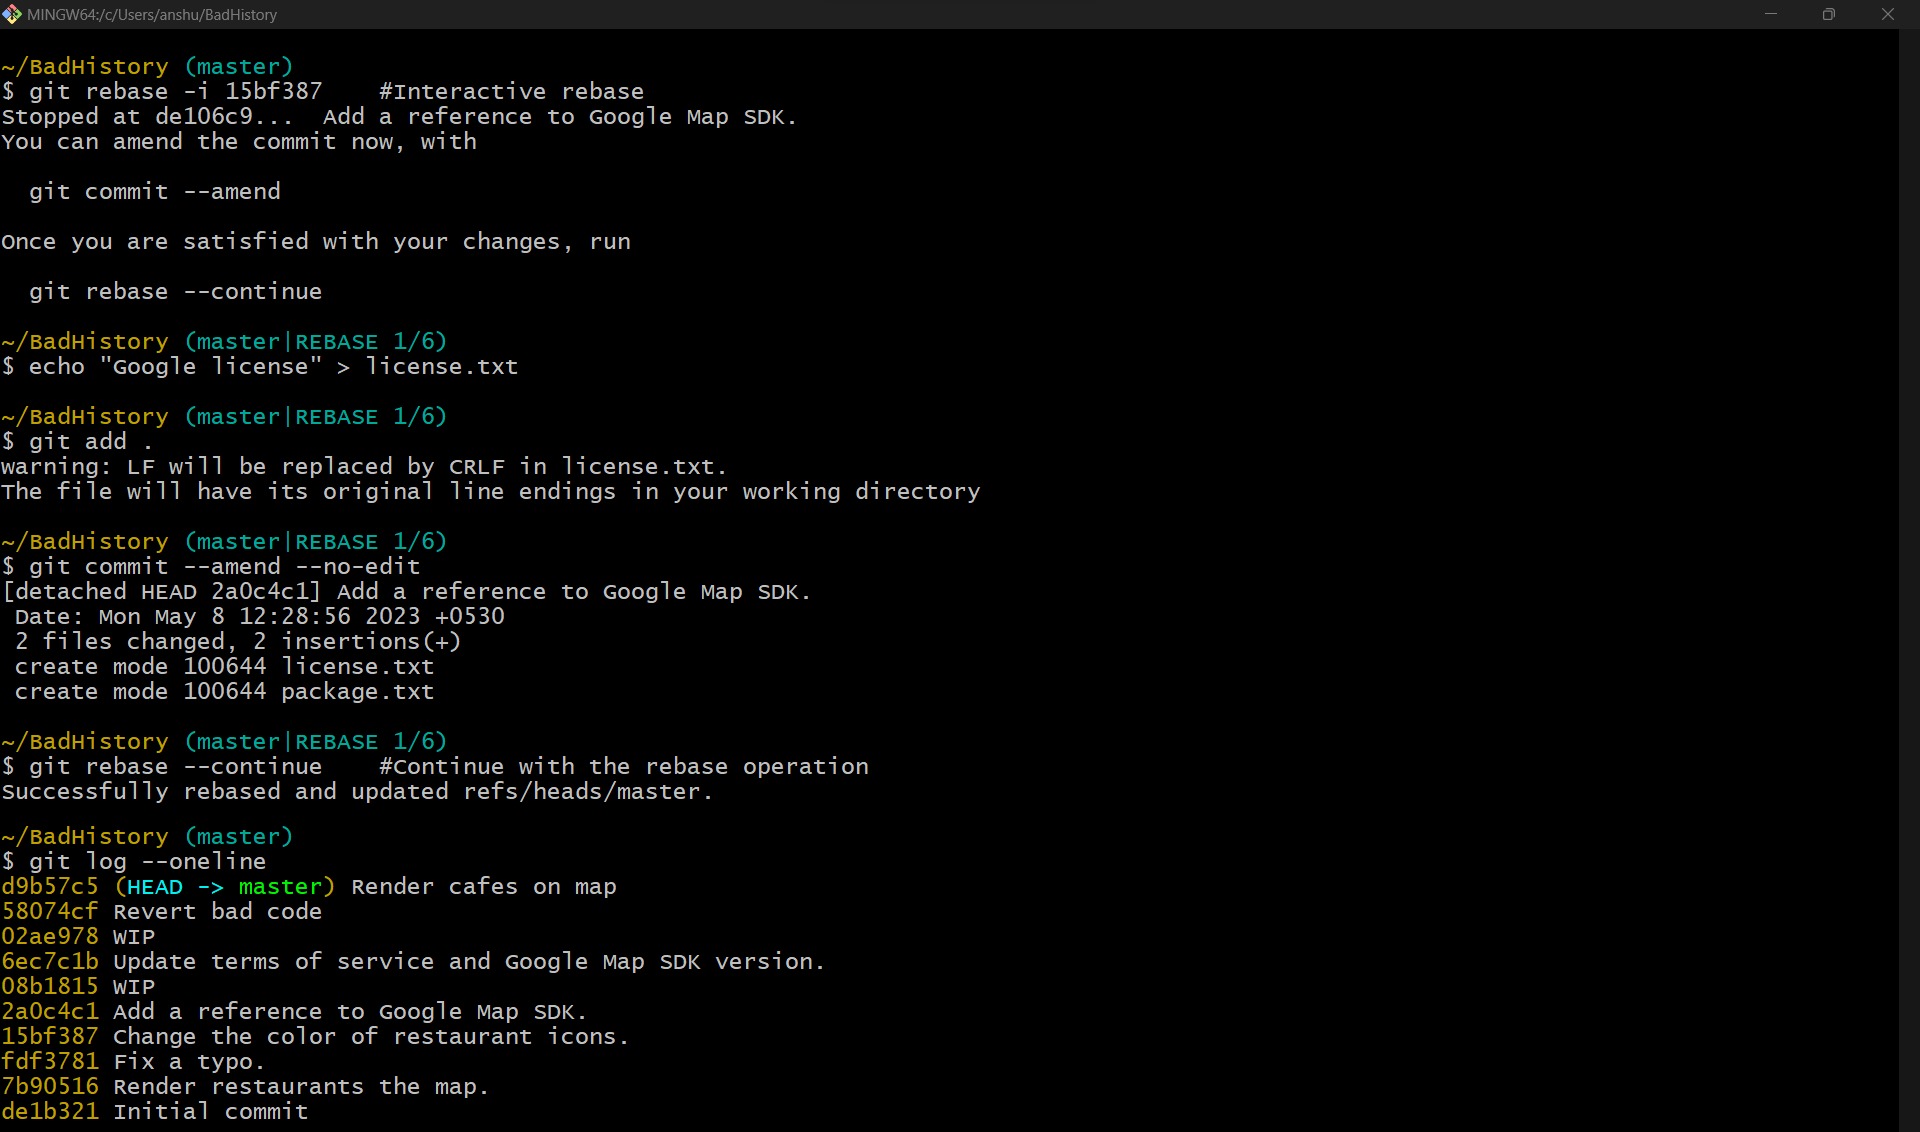 MINGW64:/c/Users/anshu/BadHistory
~/BadHistory (master)
$ git rebase -i 15bf387    #Interactive rebase
Stopped at de106c9...  Add a reference to Google Map SDK.
You can amend the commit now, with
  git commit --amend
Once you are satisfied with your changes, run
  git rebase --continue
~/BadHistory (master|REBASE 1/6)
$ echo "Google license" > license.txt
~/BadHistory (master|REBASE 1/6)
$ git add .
warning: LF will be replaced by CRLF in license.txt.
The file will have its original line endings in your working directory
~/BadHistory (master|REBASE 1/6)
$ git commit --amend --no-edit
[detached HEAD 2a0c4c1] Add a reference to Google Map SDK.
 Date: Mon May 8 12:28:56 2023 +0530
 2 files changed, 2 insertions(+)
 create mode 100644 license.txt
 create mode 100644 package.txt
~/BadHistory (master|REBASE 1/6)
$ git rebase --continue    #Continue with the rebase operation
Successfully rebased and updated refs/heads/master.
~/BadHistory (master)
$ git log --oneline
d9b57c5 (HEAD -> master) Render cafes on map
58074cf Revert bad code
02ae978 WIP
6ec7c1b Update terms of service and Google Map SDK version.
08b1815 WIP
2a0c4c1 Add a reference to Google Map SDK.
15bf387 Change the color of restaurant icons.
fdf3781 Fix a typo.
7b90516 Render restaurants the map.
de1b321 Initial commit